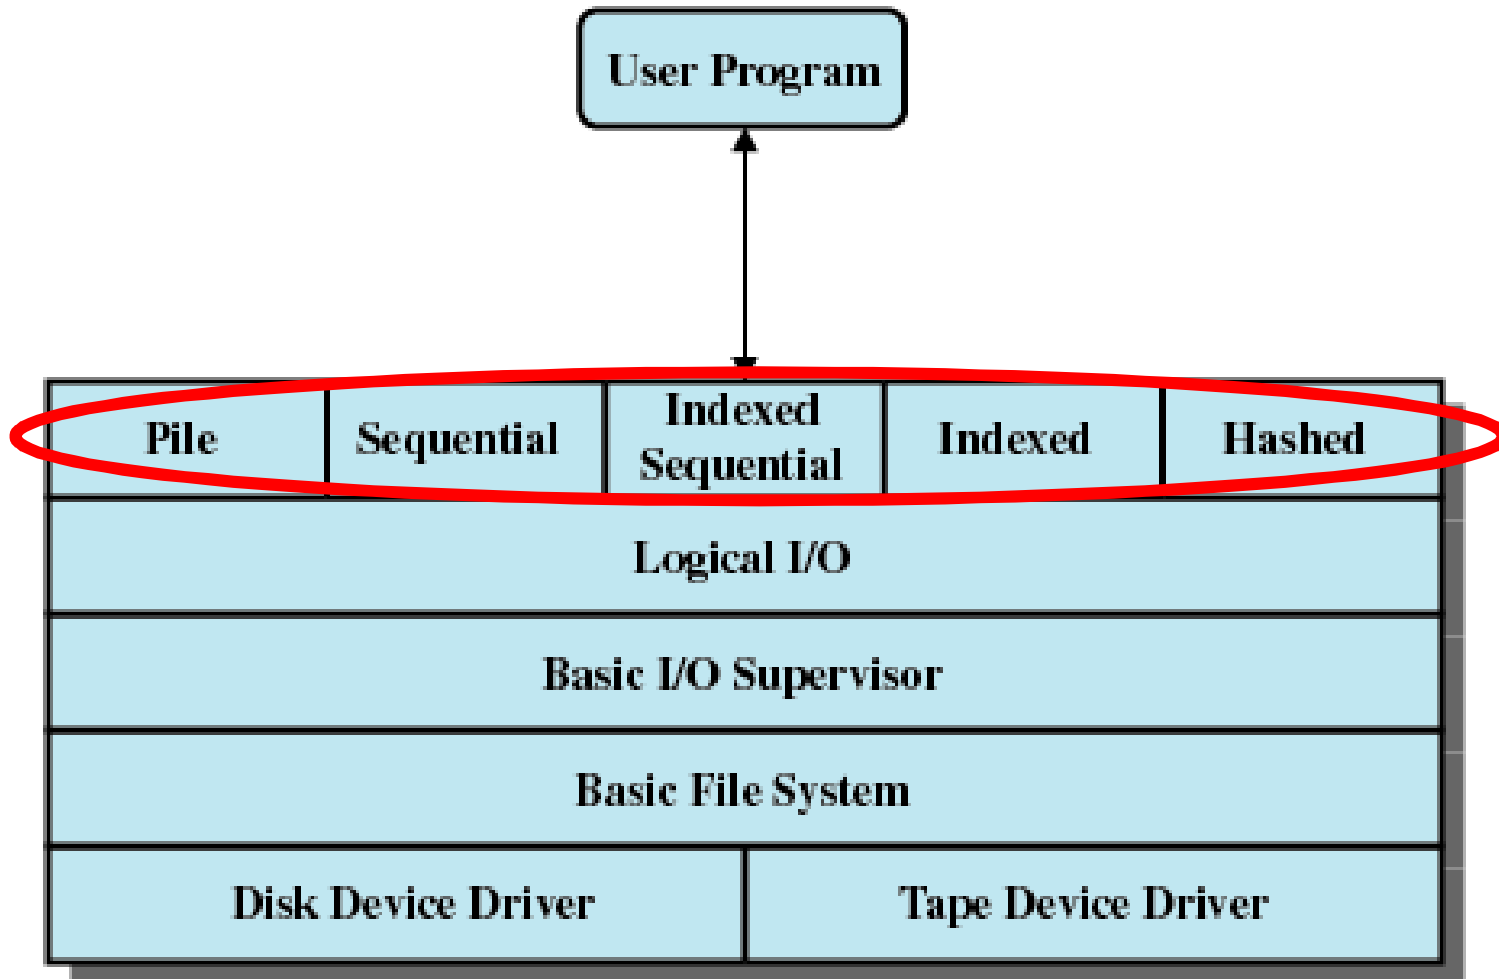 User Program
Pile
Sequential
Indexed
Sequential
Indexed
Hashed
Logical I/O
Basic I/O Supervisor
Basic File System
Disk Device Driver
Tape Device Driver